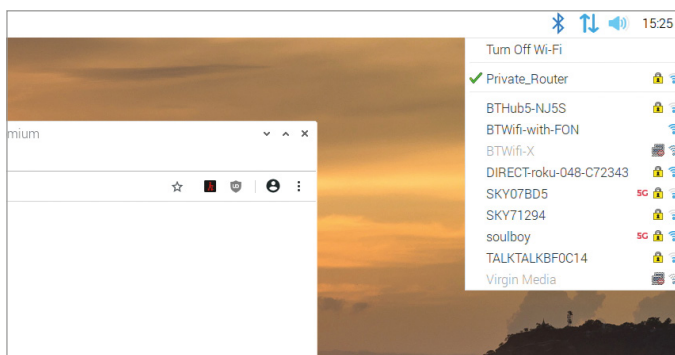 15:25
Turn Off Wi-Fi
Private_Router
mium
BTHub5-NJ5S
BTWifi-with-FON
BTWifi-X
DIRECT-roku-048-C72343
SKY07BD5 5G
SKY71294
soulboy 5G
TALKTALKBF0C14
Virgin Media